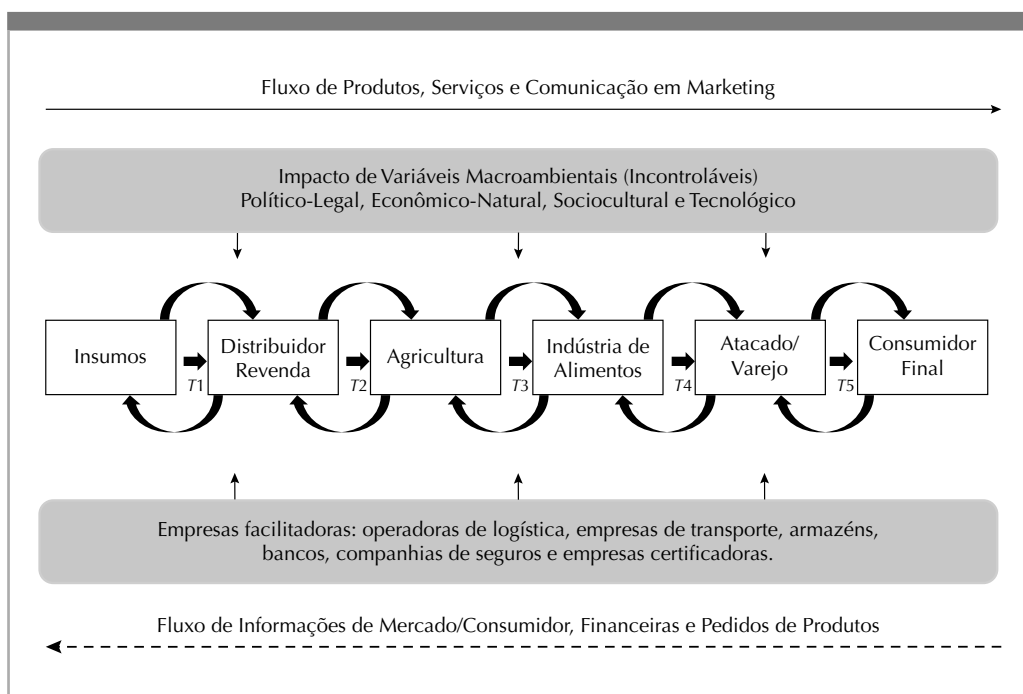 Fluxo de Produtos, Serviços e Comunicação em Marketing
Impacto de Variáveis Macroambientais (Incontroláveis)
Político-Legal, Econômico-Natural, Sociocultural e Tecnológico
Insumos
T1
Distribuidor
Revenda
T2
Agricultura
T3
Indústria de
Alimentos
T4
Atacado/
Varejo
T5
Consumidor
Final
Empresas facilitadoras: operadoras de logística, empresas de transporte, armazéns,
bancos, companhias de seguros e empresas certificadoras.
Fluxo de Informações de Mercado/Consumidor, Financeiras e Pedidos de Produtos